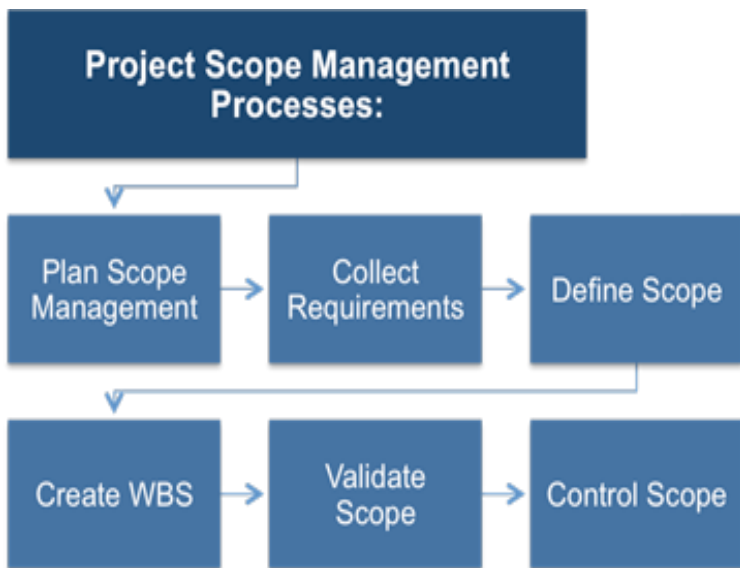 Project Scope Management
Processes:
Plan Scope
Management
Collect
Requirements
Define Scope
Create WBS
Validate
Scope
Control Scope